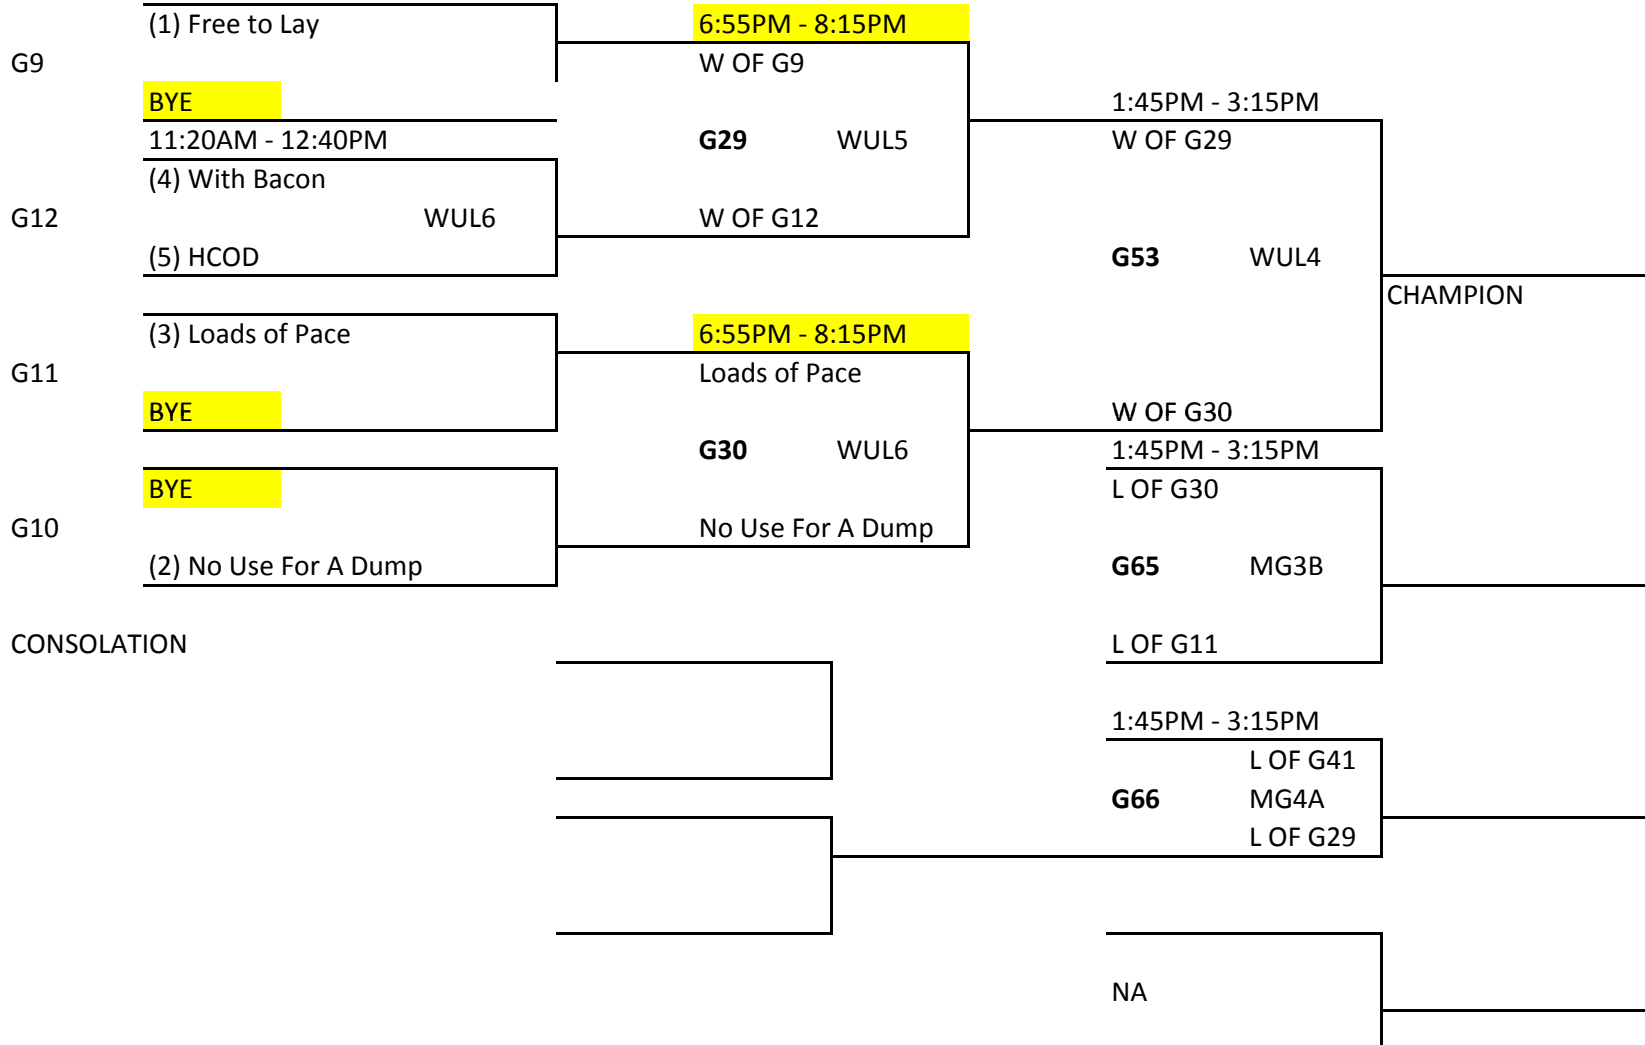 (1) Free to Lay 6:55PM - 8:15PM
G9 W OF G9
BYE 1:45PM - 3:15PM
11:20AM - 12:40PM G29 WUL5 W OF G29
(4) With Bacon
G12 WUL6 W OF G12
(5) HCOD G53 WUL4
CHAMPION
(3) Loads of Pace 6:55PM - 8:15PM
G11 Loads of Pace
BYE W OF G30
G30 WUL6 1:45PM - 3:15PM
BYE L OF G30
G10 No Use For A Dump
(2) No Use For A Dump G65 MG3B
CONSOLATION L OF G11
1:45PM - 3:15PM
L OF G41
G66 MG4A
L OF G29
NA